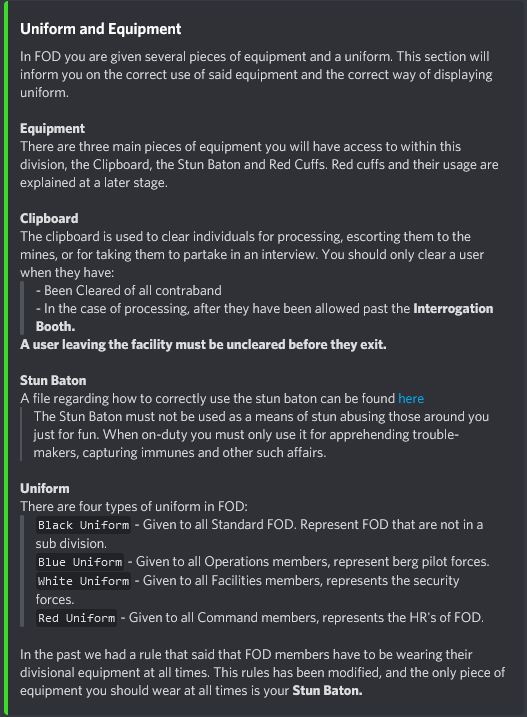 Uniform and Equipment
In FOD you are given several pieces of equipment and a uniform. This section will
inform you on the correct use of said equipment and the correct way of displaying
uniform.
Equipment
There are three main pieces of equipment you will have access to within this
division, the Clipboard, the Stun Baton and Red Cuffs. Red cuffs and their usage are
explained at a later stage.
Clipboard
The clipboard is used to clear individuals for processing, escorting them to the
mines, or for taking them to partake in an interview. You should only clear a user
when they have:
- Been Cleared of all contraband
- In the case of processing, after they have been allowed past the Interrogation
Booth.
A user leaving the facility must be uncleared before they exit.
Stun Baton
A file regarding how to correctly use the stun baton can be found here
The Stun Baton must not be used as a means of stun abusing those around you
just for fun. When on-duty you must only use it for apprehending trouble-
makers, capturing immunes and other such affairs.
Uniform
There are four types of uniform in FOD:
Black Uniform - Given to all Standard FOD. Represent FOD that are not in a
sub division.
Blue Uniform - Given to all Operations members, represent berg pilot forces.
White Uniform - Given to all Facilities members, represents the security
forces.
Red Uniform - Given to all Command members, represents the HR's of FOD.
In the past we had a rule that said that FOD members have to be wearing their
divisional equipment at all times. This rules has been modified, and the only piece of
equipment you should wear at all times is your Stun Baton.